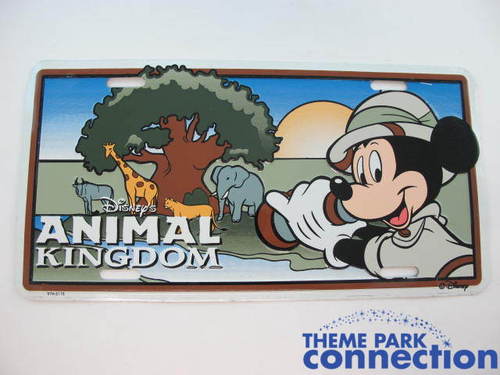 Disney's
ANIMAL
KINGDOM
© Disney
THEME PARK
connection